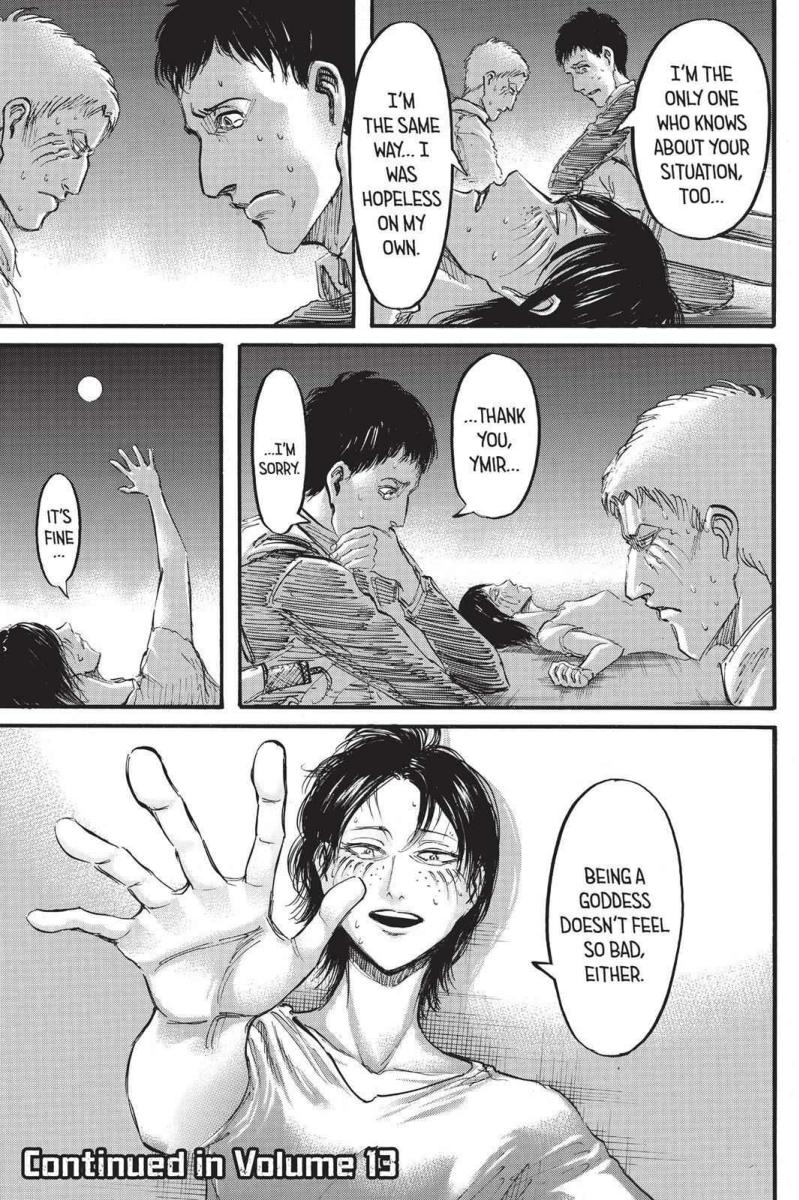 I'M THE
ONLY ONE
WHO KNOWS
ABOUT YOUR
SITUATION,
TOO...
I'M
THE SAME
WAY... I
WAS
HOPELESS
ON MY
OWN.
...THANK
YOU,
YMIR...
...I'M
SORRY.
IT'S
FINE
...
BEING A
GODDESS
DOESN'T FEEL
SO BAD,
EITHER.
Continued in Volume 13